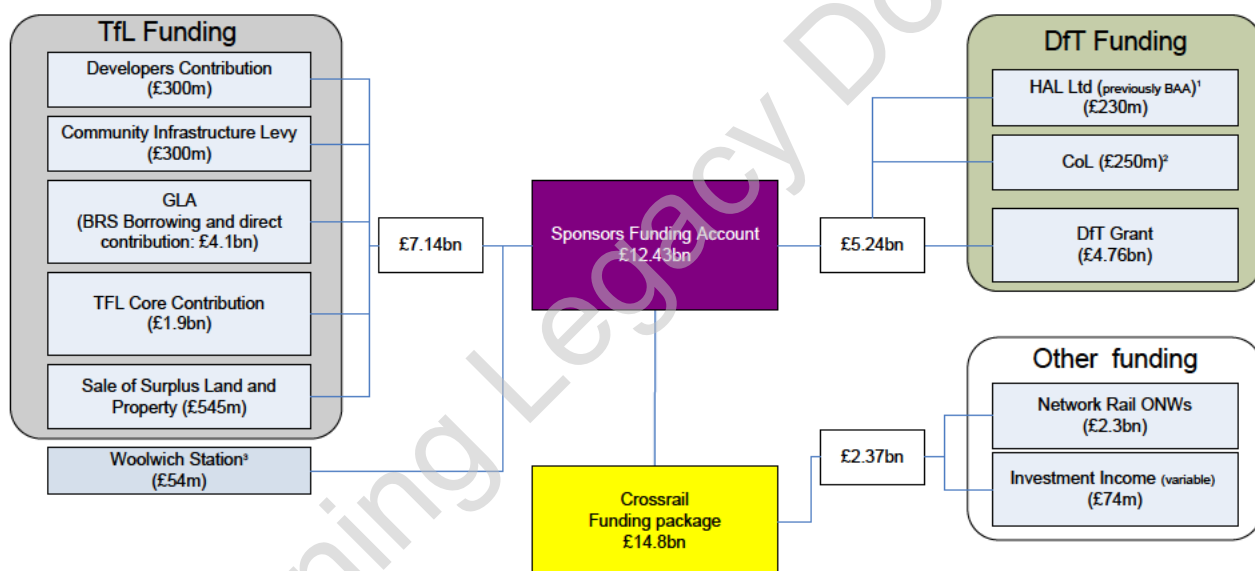 TfL Funding
Developers Contribution
(£300m)
Community Infrastructure Levy
(£300m)
GLA
(BRS Borrowing and direct
contribution: £4.1bn)
TFL Core Contribution
(£1.9bn)
Sale of Surplus Land and
Property (£545m)
Woolwich Station³
(£54m)
£7.14bn
Sponsors Funding Account
£12.43bn
Crossrail
Funding package
£14.8bn
£5.24bn
£2.37bn
DfT Funding
HAL Ltd (previously BAA)¹
(£230m)
CoL (£250m)²
DfT Grant
(£4.76bn)
Other funding
Network Rail ONWs
(£2.3bn)
Investment Income (variable)
(£74m)
ning Legacy Do